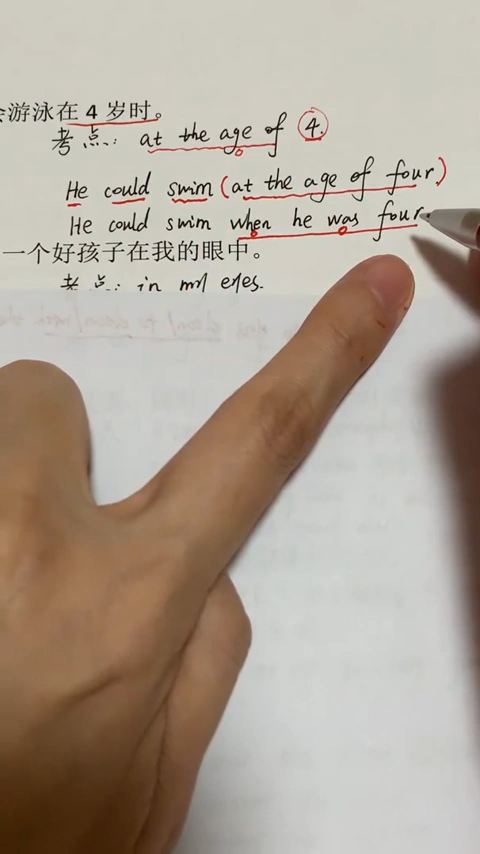 会游泳在 4 岁时。
考点: at the age of 4.
He could swim (at the age of four.)
He could swim when he was four.
一个好孩子在我的眼中。
考点: in my eyes.